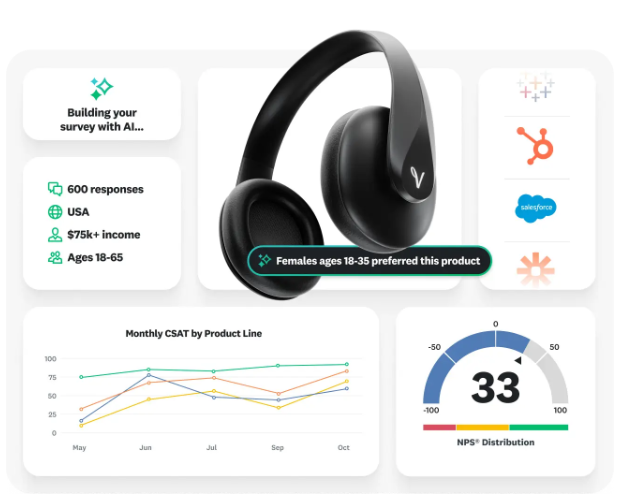 Building your
survey with AI...
600 responses
USA
$75k+ income
Ages 18-65
Females ages 18-35 preferred this product
salesforce
Monthly CSAT by Product Line
100
75
50
25
0
May
Jun
Jul
Sep
Oct
0
-50
50
33
-100
100
NPS® Distribution